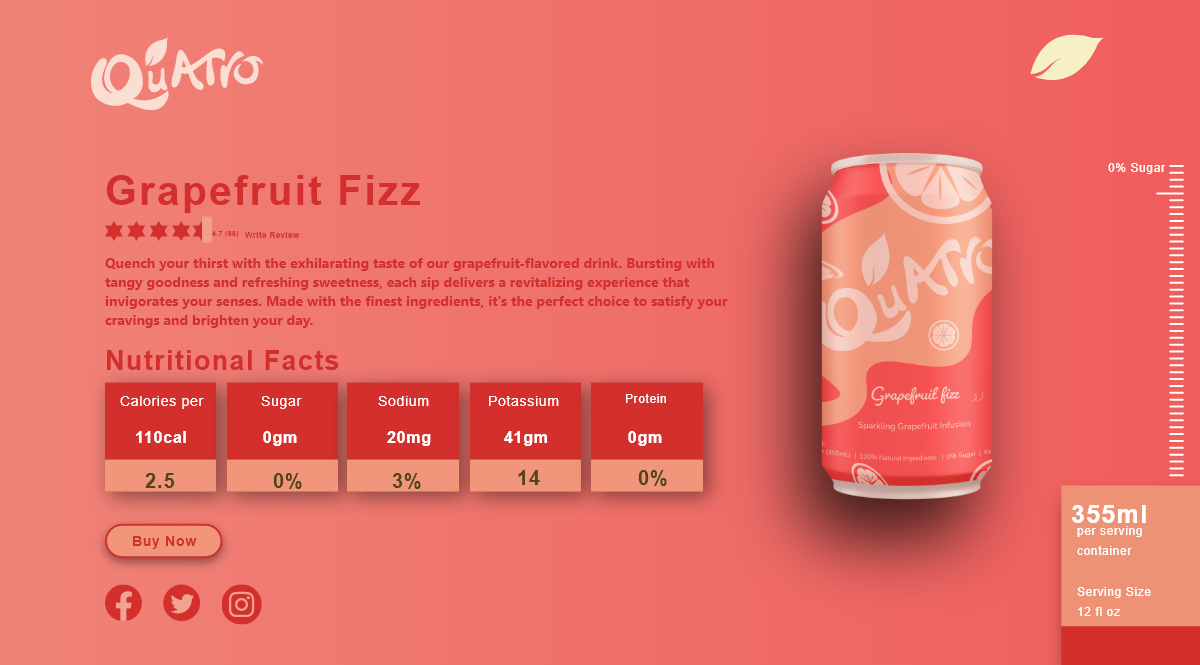 QuATro
0% Sugar
Grapefruit Fizz
4.7 (96) Write Review
Quench your thirst with the exhilarating taste of our grapefruit-flavored drink. Bursting with
tangy goodness and refreshing sweetness, each sip delivers a revitalizing experience that
invigorates your senses. Made with the finest ingredients, it's the perfect choice to satisfy your
cravings and brighten your day.
Nutritional Facts
Calories per
110cal
2.5
Sugar
0gm
0%
Sodium
20mg
3%
Potassium
41gm
14
Protein
0gm
0%
Buy Now
QuATro
Grapefruit fizz
Sparkling Grapefruit Infusion
(355mL) | 100% Natural Ingredients | 0% Sugar |
355ml
per serving
container
Serving Size
12 fl oz